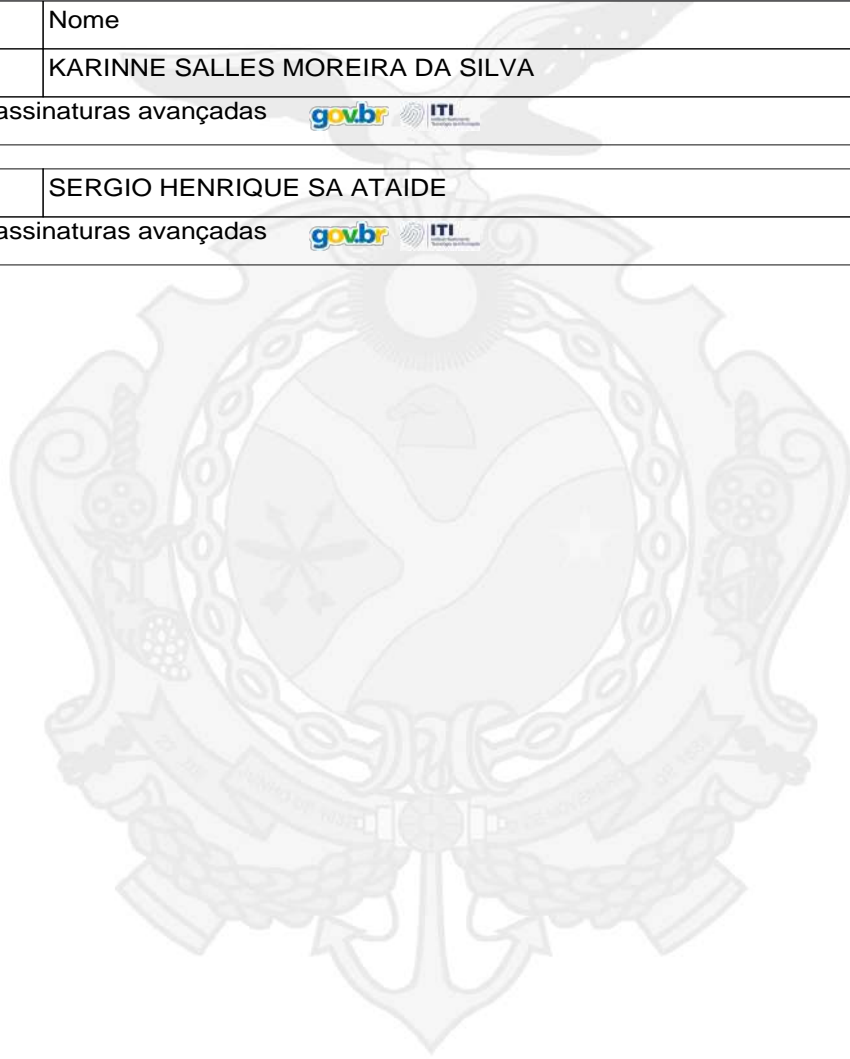 Nome
KARINNE SALLES MOREIRA DA SILVA
assinaturas avançadas gov.br ITI
SERGIO HENRIQUE SA ATAIDE
assinaturas avançadas gov.br ITI